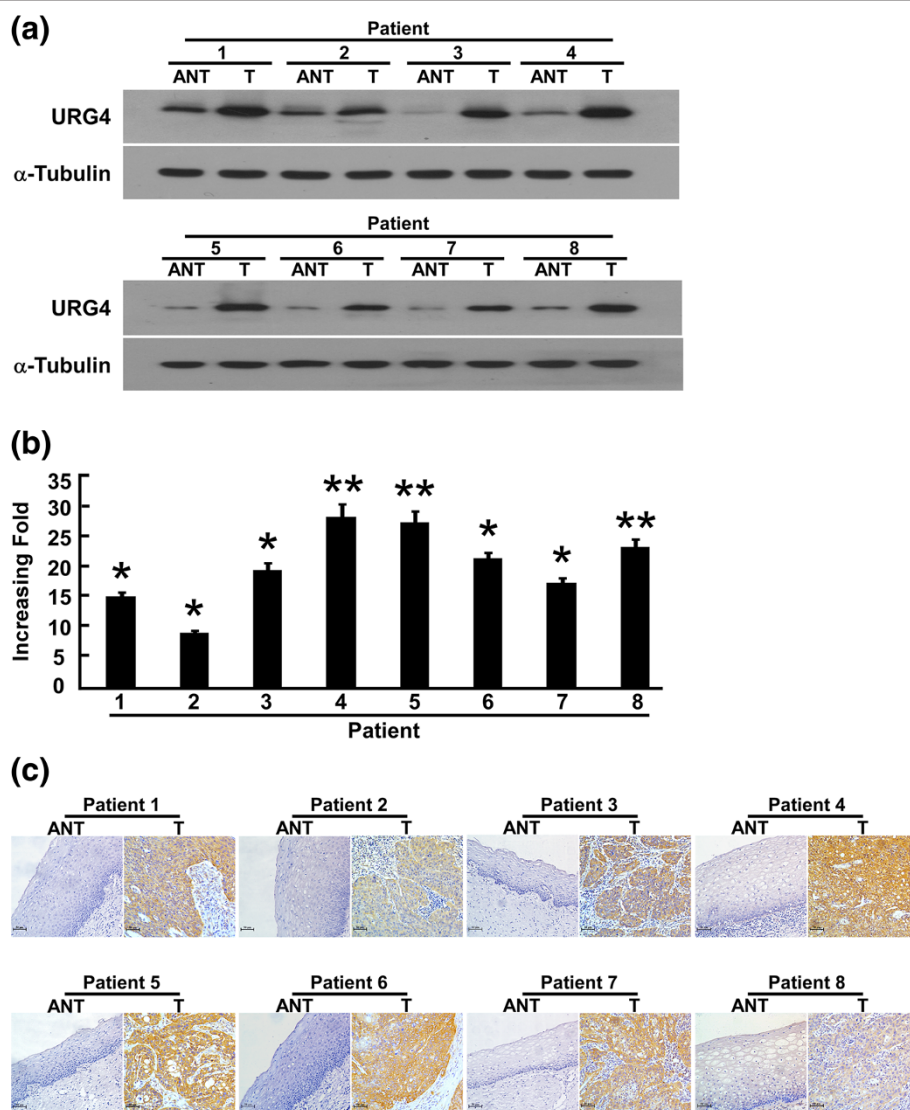 (a)
Patient
1 2 3 4
ANT T ANT T ANT T ANT T
URG4
α-Tubulin
Patient
5 6 7 8
ANT T ANT T ANT T ANT T
URG4
α-Tubulin
(b)
35
30
25
20
15
10
5
0
Increasing Fold
* * * ** ** * * **
1 2 3 4 5 6 7 8
Patient
(c)
Patient 1 Patient 2 Patient 3 Patient 4
ANT T ANT T ANT T ANT T
Patient 5 Patient 6 Patient 7 Patient 8
ANT T ANT T ANT T ANT T